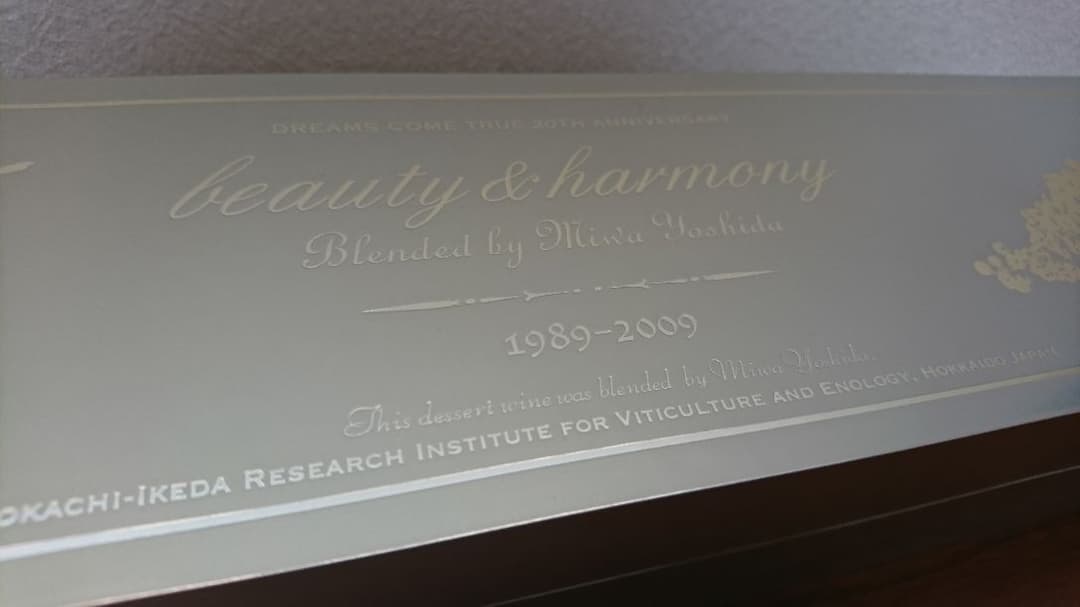 DREAMS COME TRUE 20TH ANNIVERSARY
beauty & harmony
Blended by Miwa Yoshida
1989-2009
This dessert wine was blended by Miwa Yoshida.
OKACHI-IKEDA RESEARCH INSTITUTE FOR VITICULTURE AND ENOLOGY, HOKKAIDO JAPAN